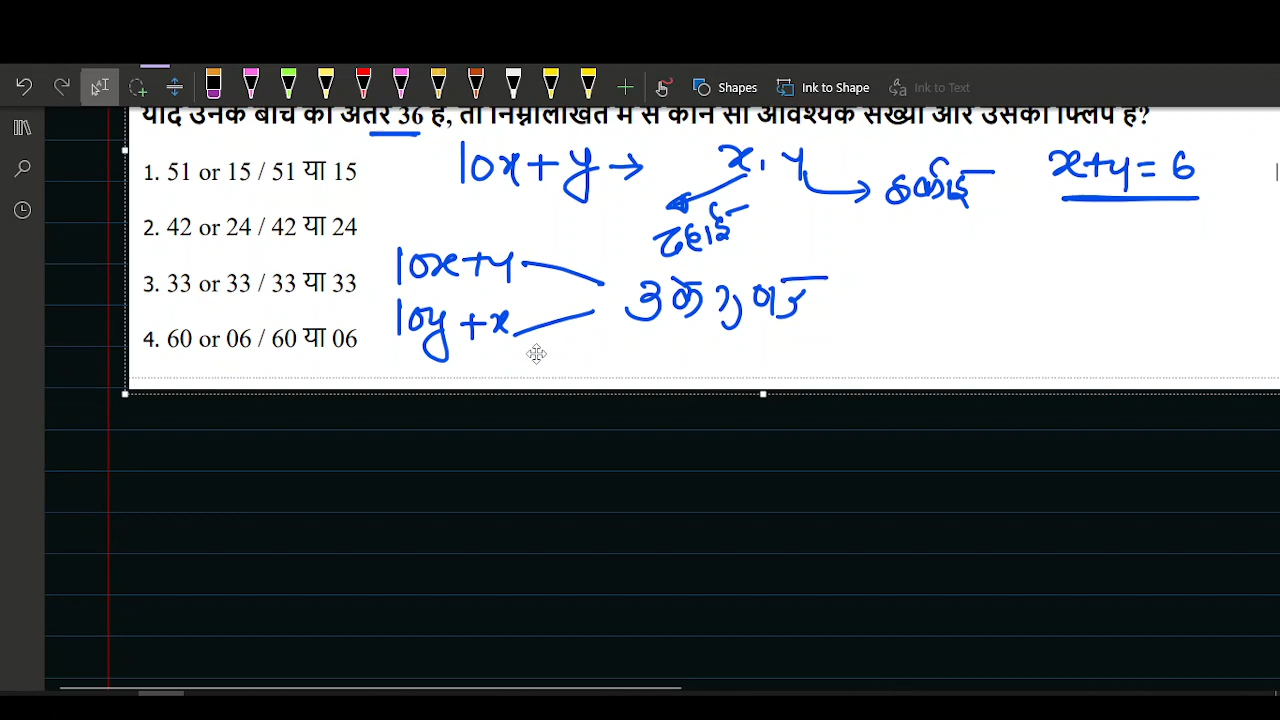 Shapes Ink to Shape Ink to Text
यदि उनके बीच का अंतर 36 है, तो निम्नलिखित में से कौन सी आवश्यक संख्या और उसका फ्लिप है?
1. 51 or 15 / 51 या 15
2. 42 or 24 / 42 या 24
3. 33 or 33 / 33 या 33
4. 60 or 06 / 60 या 06
10x+y → x, y
इकाई
दहाई
x+y=6
10x+y
10y+x